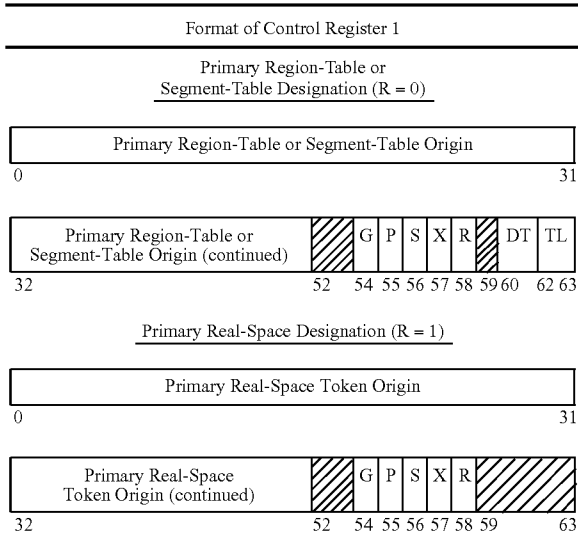 Format of Control Register 1
Primary Region-Table or
Segment-Table Designation (R = 0)
Primary Region-Table or Segment-Table Origin
0 31
Primary Region-Table or
Segment-Table Origin (continued)
G P S X R DT TL
32 52 54 55 56 57 58 59 60 62 63
Primary Real-Space Designation (R = 1)
Primary Real-Space Token Origin
0 31
Primary Real-Space
Token Origin (continued)
G P S X R
32 52 54 55 56 57 58 59 63